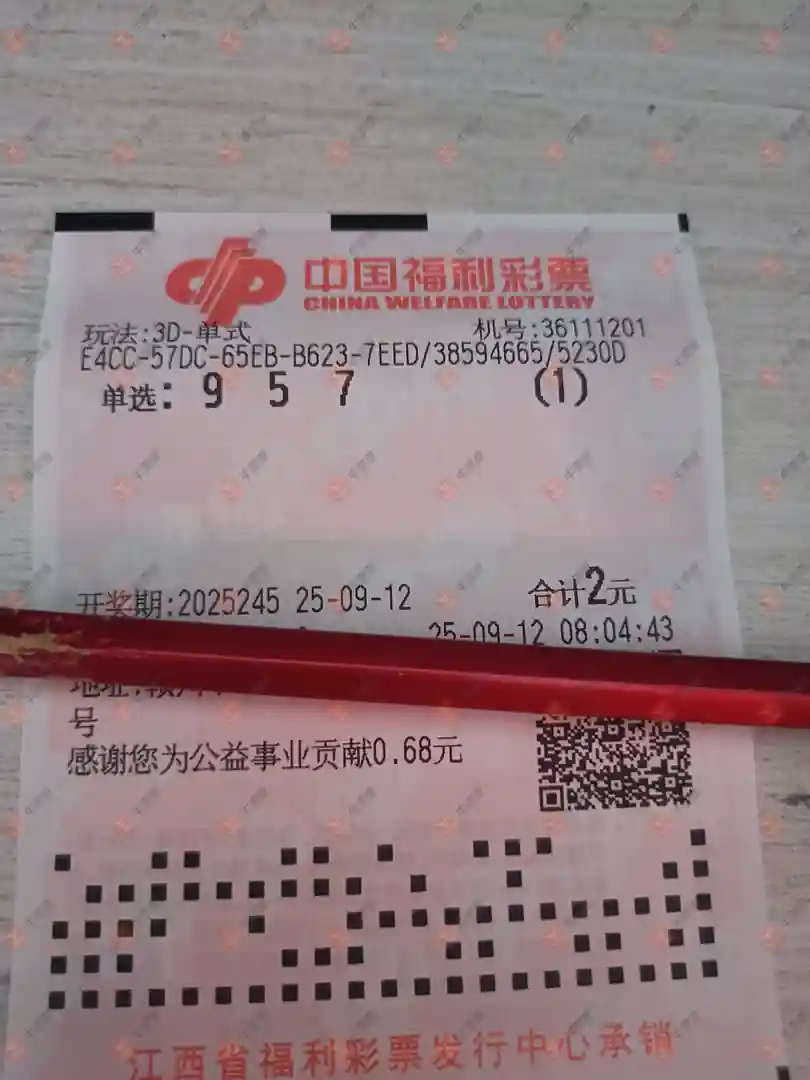 中国福利彩票
CHINA WELFARE LOTTERY
玩法:3D-单式 机号:36111201
E4CC-57DC-65EB-B623-7EED/38594665/5230D
单选: 9 5 7 (1)
开奖期:2025245 25-09-12 合计2元
25-09-12 08:04:43
地址:赣
号
感谢您为公益事业贡献0.68元
江西省福利彩票发行中心承销